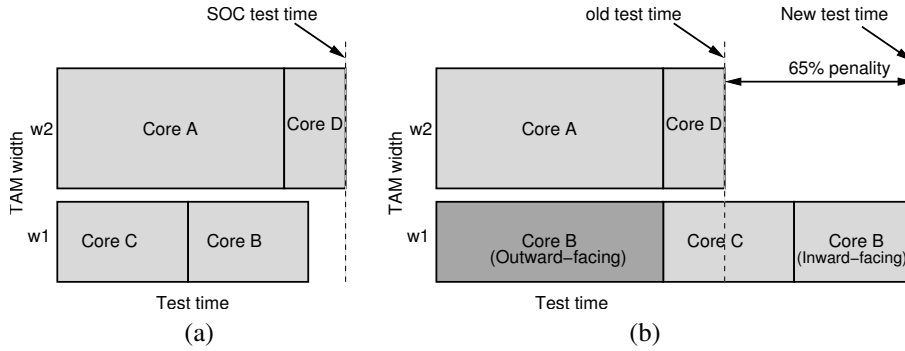 SOC test time
TAM width
w2
Core A
Core D
w1
Core C
Core B
Test time
(a)
old test time
New test time
65% penality
TAM width
w2
Core A
Core D
w1
Core B
(Outward–facing)
Core C
Core B
(Inward–facing)
Test time
(b)